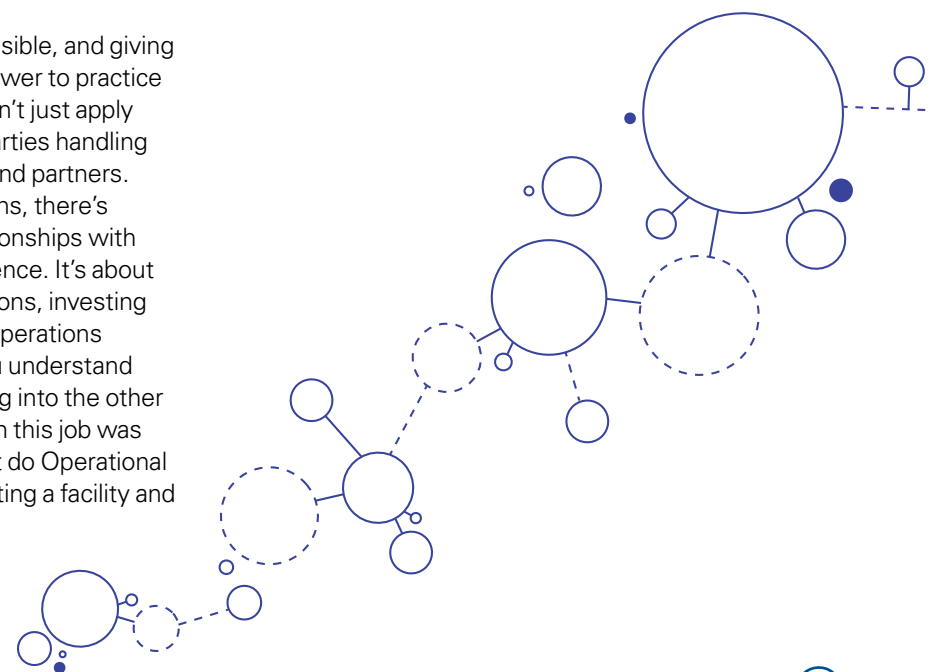 sible, and giving
wer to practice
n't just apply
rties handling
nd partners.
ns, there's
onships with
ence. It's about
ons, investing
perations
understand
g into the other
n this job was
t do Operational
ting a facility and